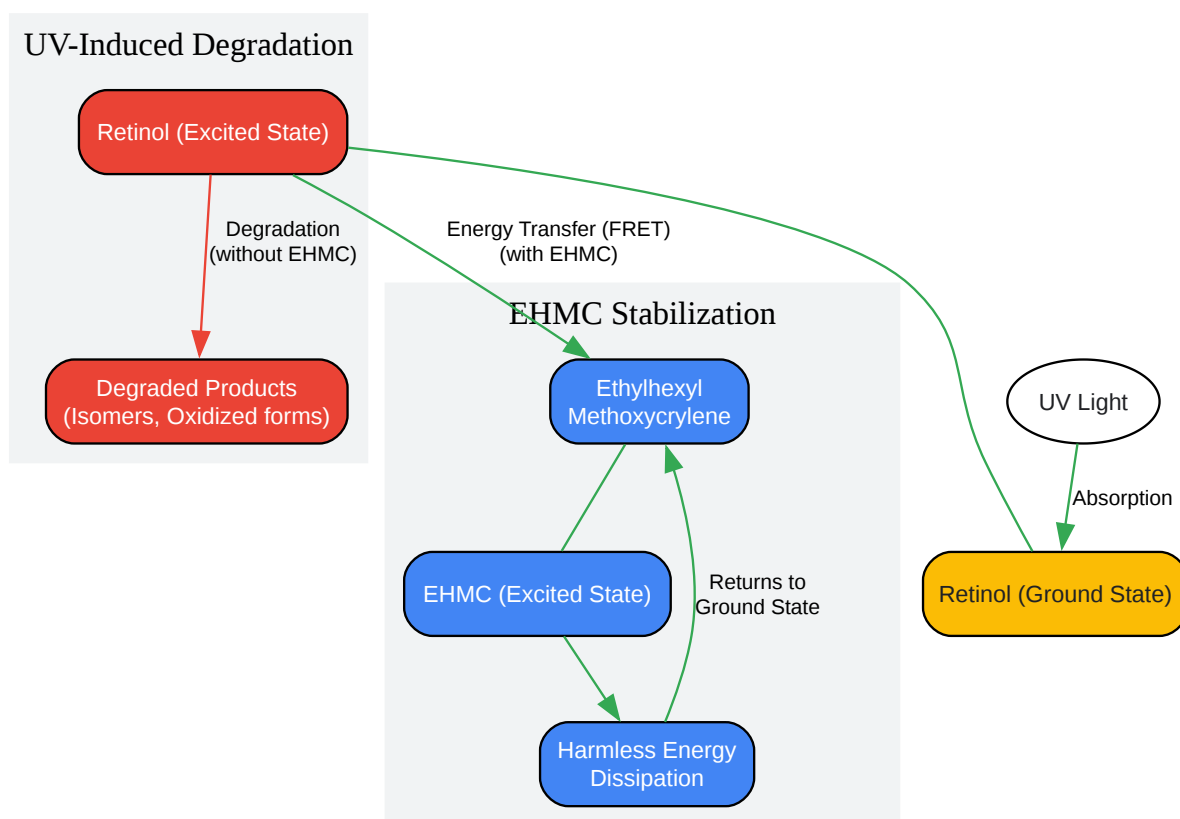 UV-Induced Degradation
Retinol (Excited State)
Degradation
(without EHMC)
Energy Transfer (FRET)
(with EHMC)
EHMC Stabilization
Degraded Products
(Isomers, Oxidized forms)
Ethylhexyl
Methoxycrylene
UV Light
Absorption
EHMC (Excited State)
Returns to
Ground State
Retinol (Ground State)
Harmless Energy
Dissipation